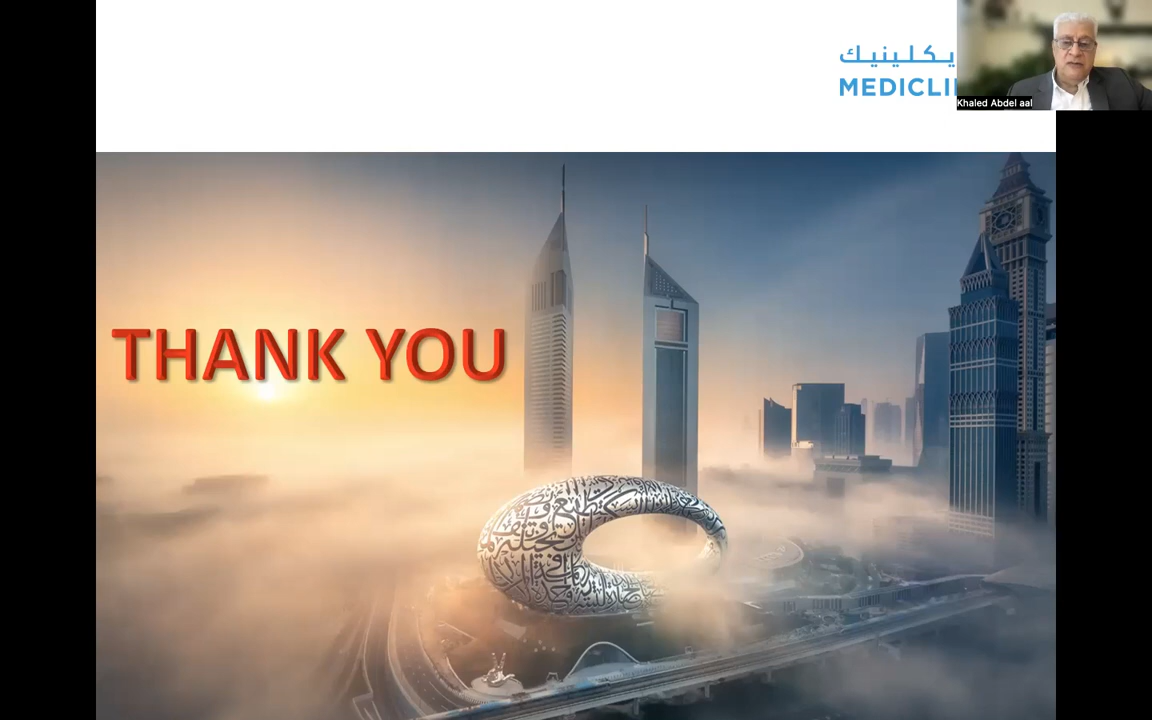 يكلينيك
MEDICLI
Khaled Abdel aal
THANK YOU